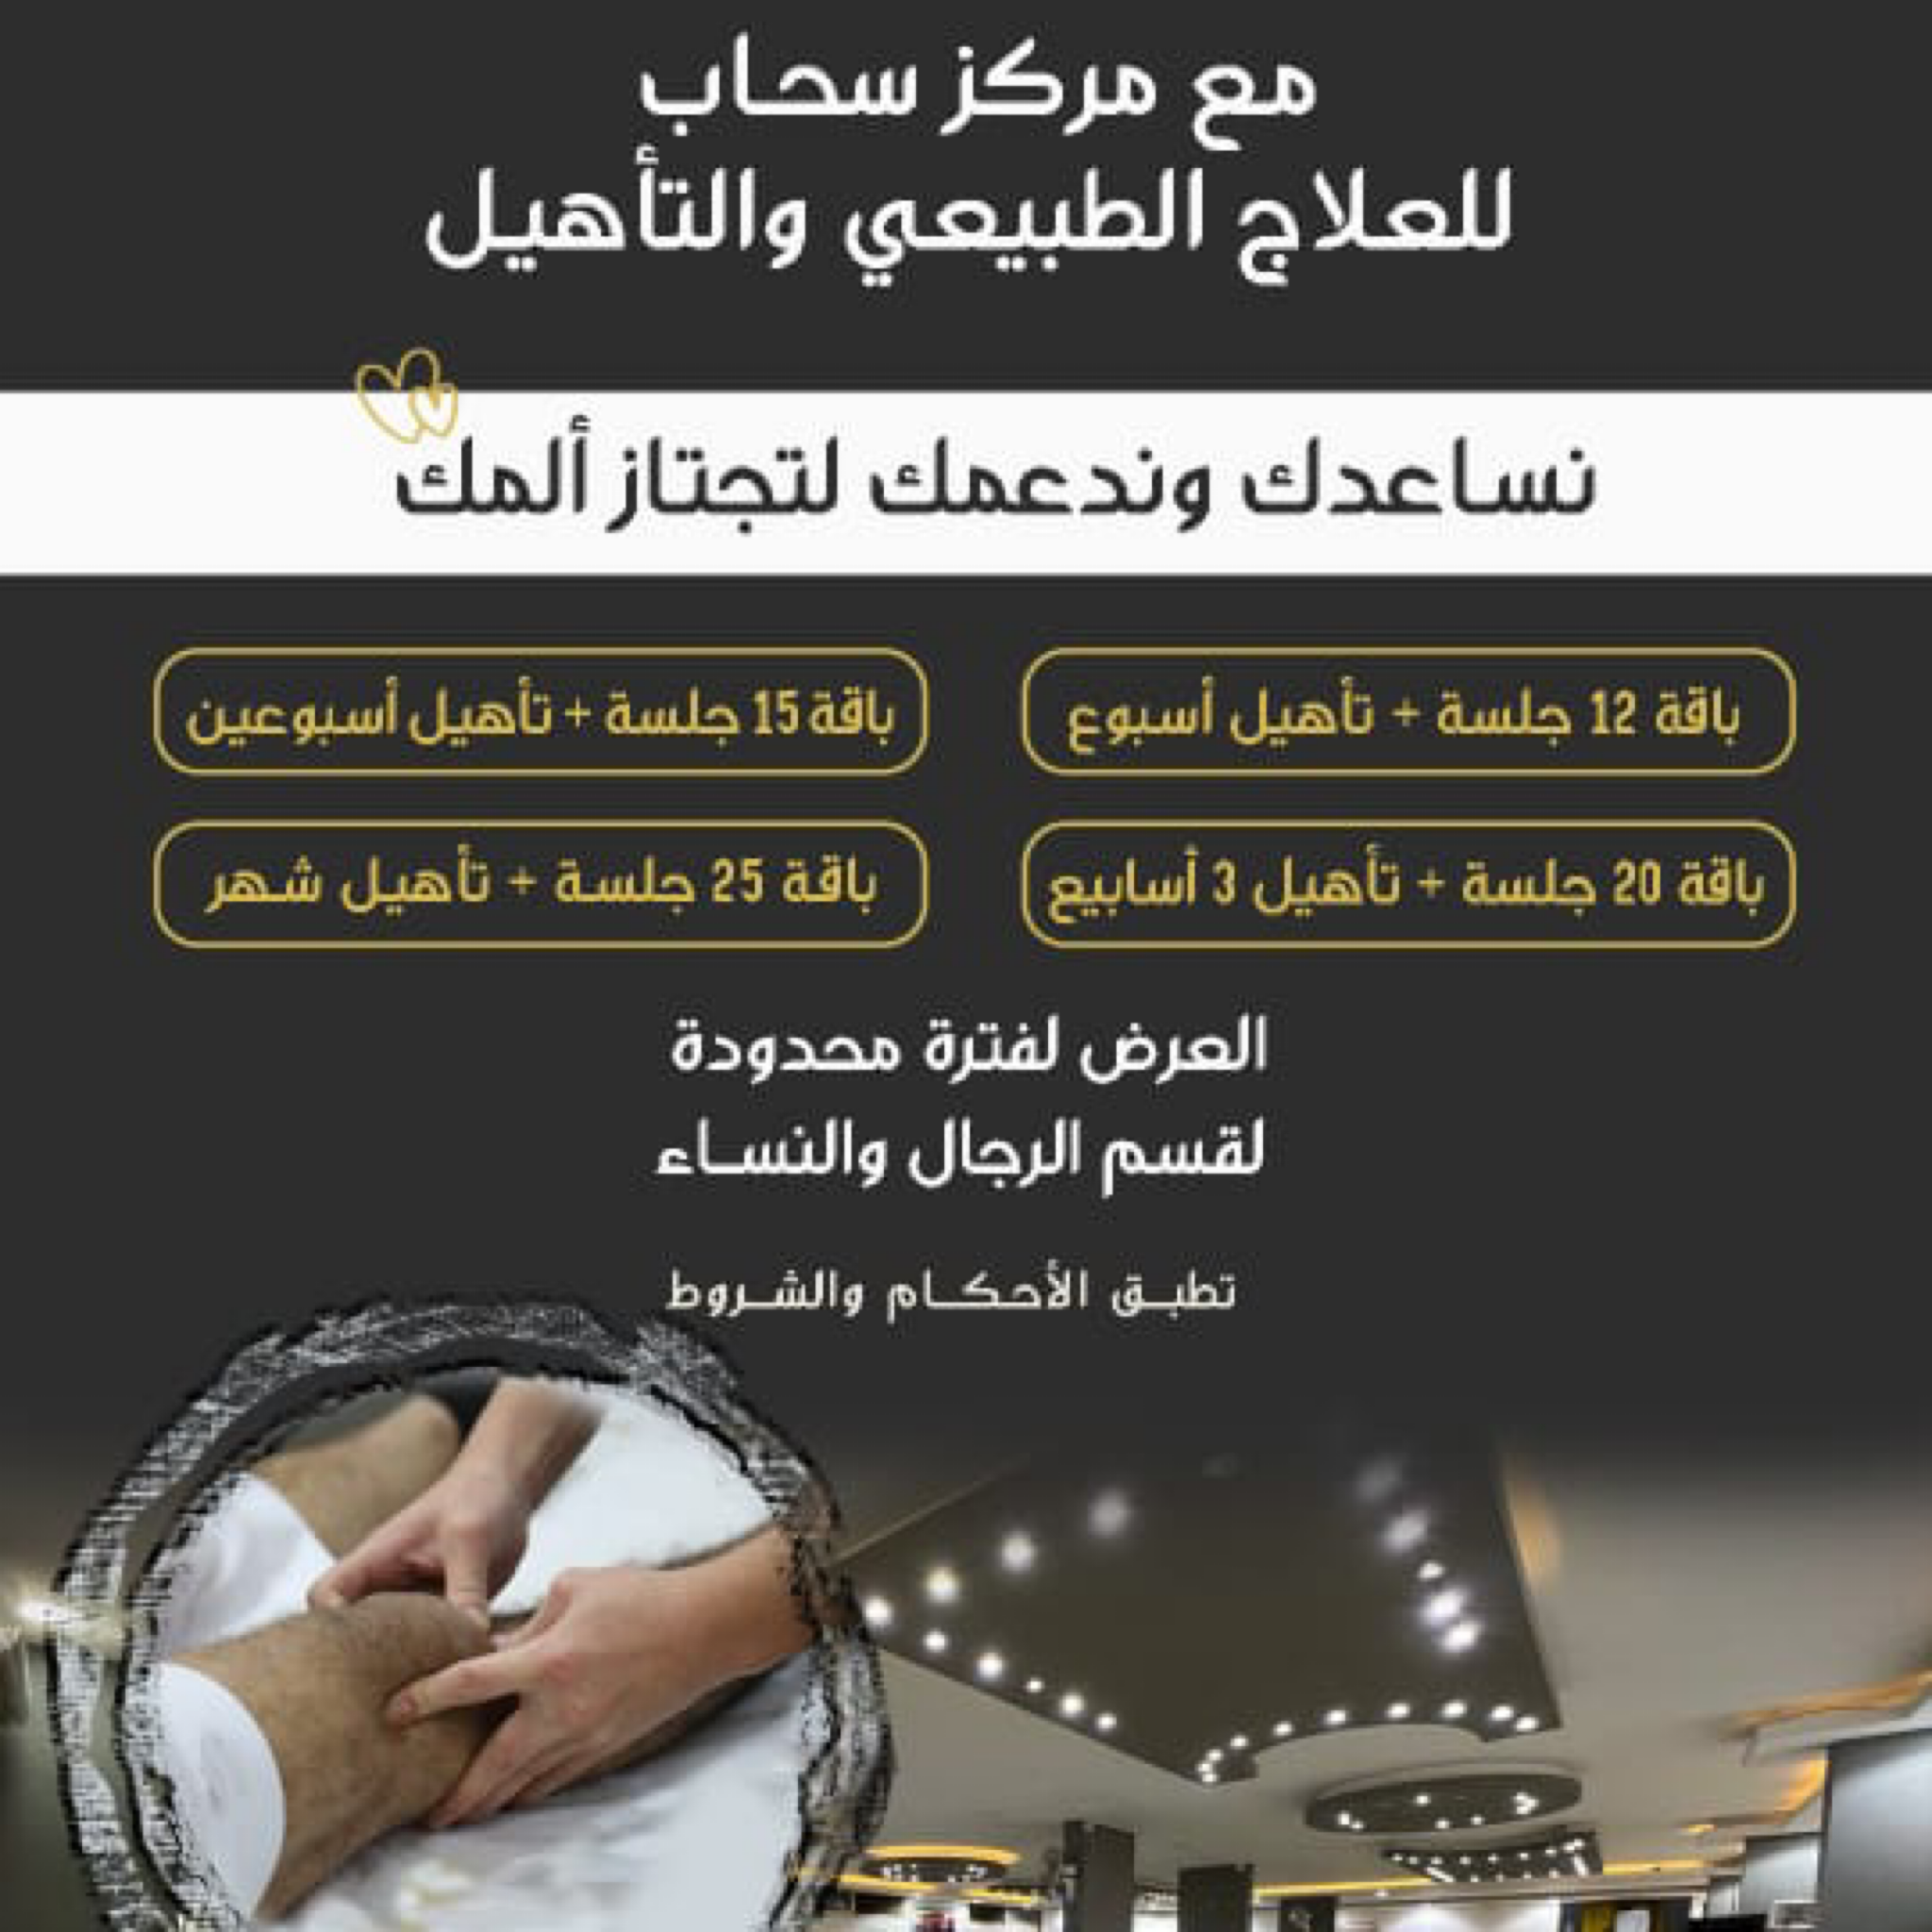 مع مركز سحاب
للعلاج الطبيعي والتأهيل
نساعدك وندعمك لتجتاز ألمك
باقة 12 جلسة + تأهيل أسبوع
باقة 15 جلسة + تأهيل أسبوعين
باقة 20 جلسة + تأهيل 3 أسابيع
باقة 25 جلسة + تأهيل شهر
العرض لفترة محدودة
لقسم الرجال والنساء
تطبق الأحكام والشروط